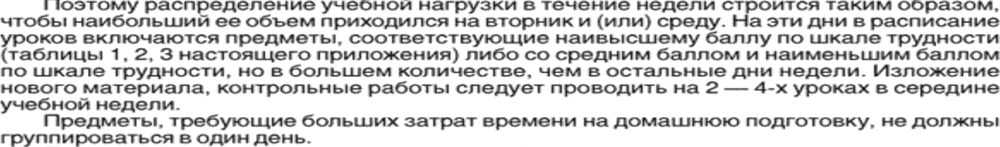 Поэтому распределение учебной нагрузки в течение недели строится таким образом,
чтобы наибольший ее объем приходился на вторник и (или) среду. На эти дни в расписание
уроков включаются предметы, соответствующие наивысшему баллу по шкале трудности
(таблицы 1, 2, 3 настоящего приложения) либо со средним баллом и наименьшим баллом
по шкале трудности, но в большем количестве, чем в остальные дни недели. Изложение
нового материала, контрольные работы следует проводить на 2 — 4-х уроках в середине
учебной недели.
Предметы, требующие больших затрат времени на домашнюю подготовку, не должны
группироваться в один день.